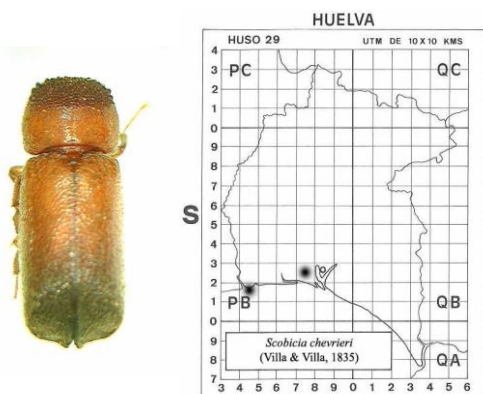 HUELVA
HUSO 29 UTM DE 10 X 10 KMS
4
PC QC
3
2
1
0
9
8
7
6
5
S
4
3
2
PB QB
1
0
Scobicia chevrieri
(Villa & Villa, 1835)
9
8
QA
7
3 4 5 6 7 8 9 0 1 2 3 4 5 6